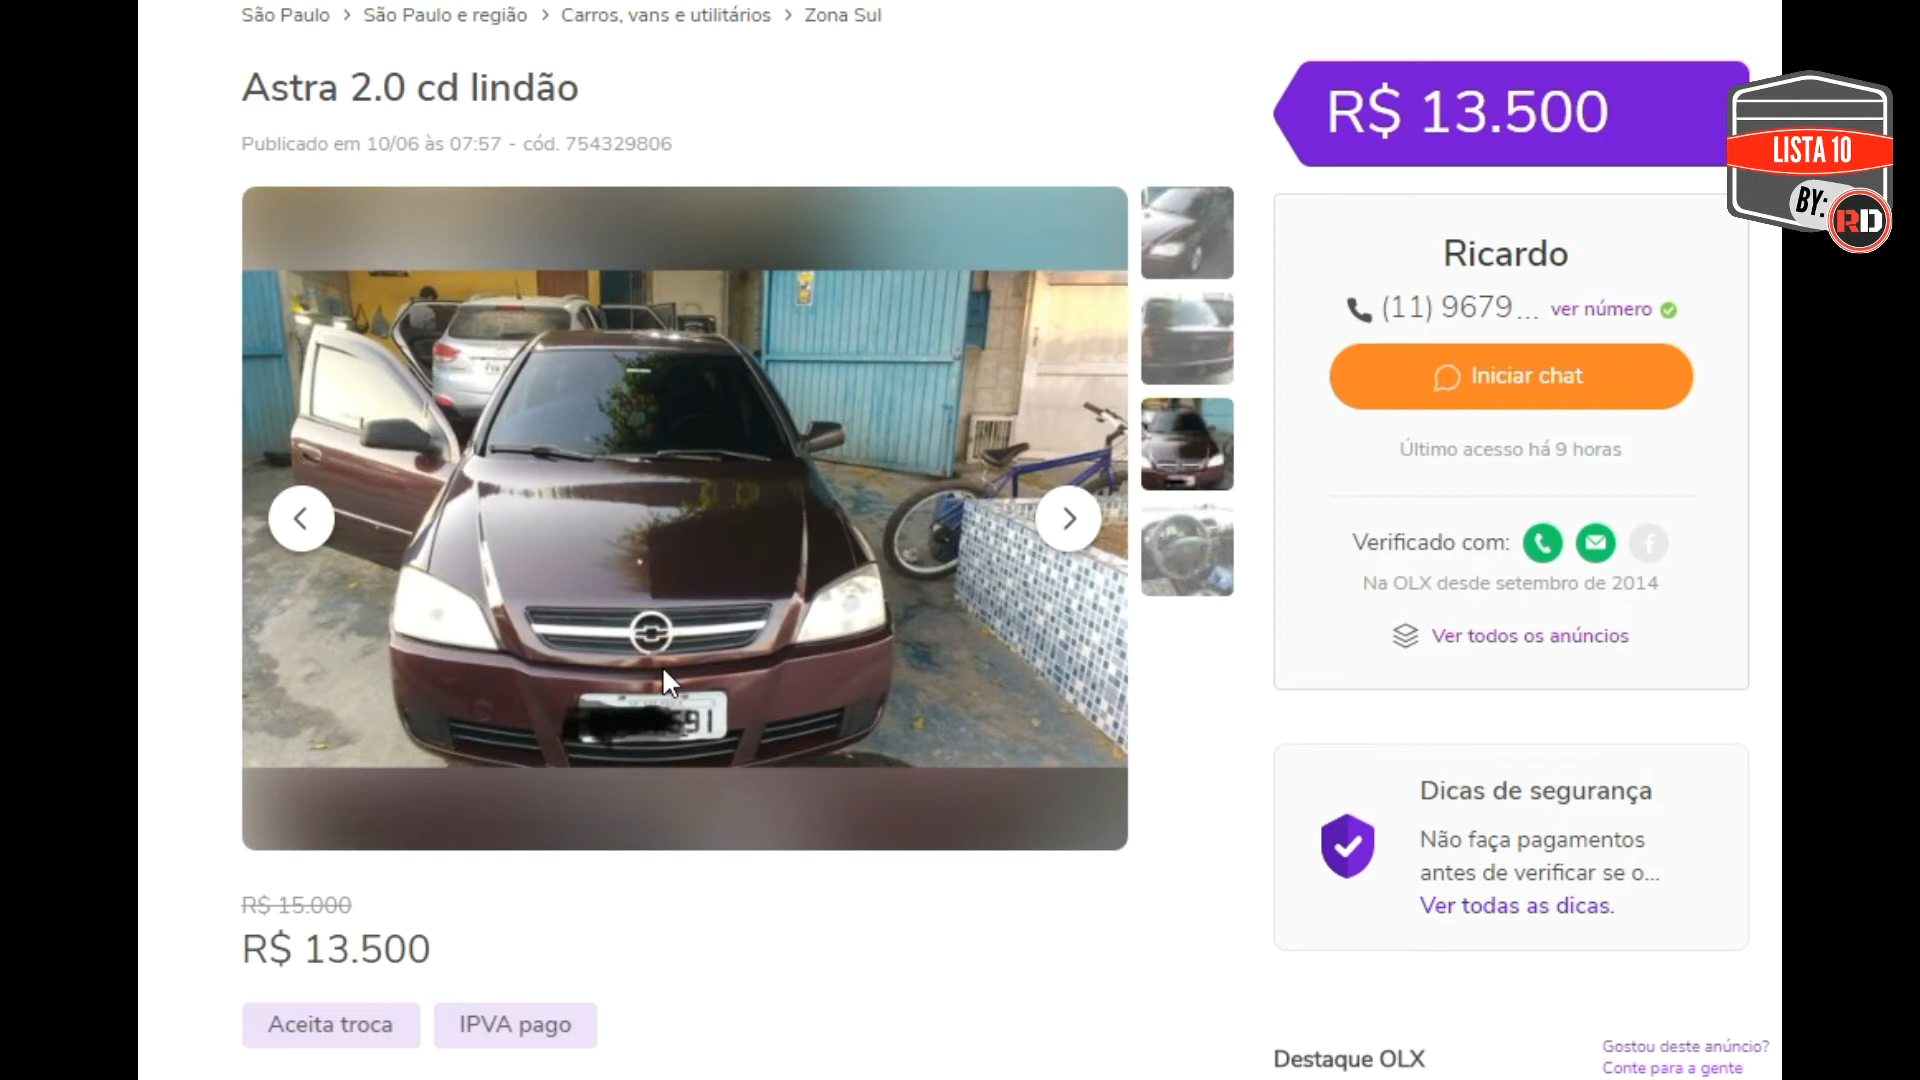 São Paulo > São Paulo e região > Carros, vans e utilitários > Zona Sul
Astra 2.0 cd lindão
Publicado em 10/06 às 07:57 - cód. 754329806
R$ 13.500
LISTA 10
BY: RD
Ricardo
(11) 9679... ver número
Iniciar chat
Último acesso há 9 horas
Verificado com:
Na OLX desde setembro de 2014
Ver todos os anúncios
91
Dicas de segurança
Não faça pagamentos
antes de verificar se o...
Ver todas as dicas.
R$ 15.000
R$ 13.500
Aceita troca
IPVA pago
Destaque OLX
Gostou deste anúncio?
Conte para a gente